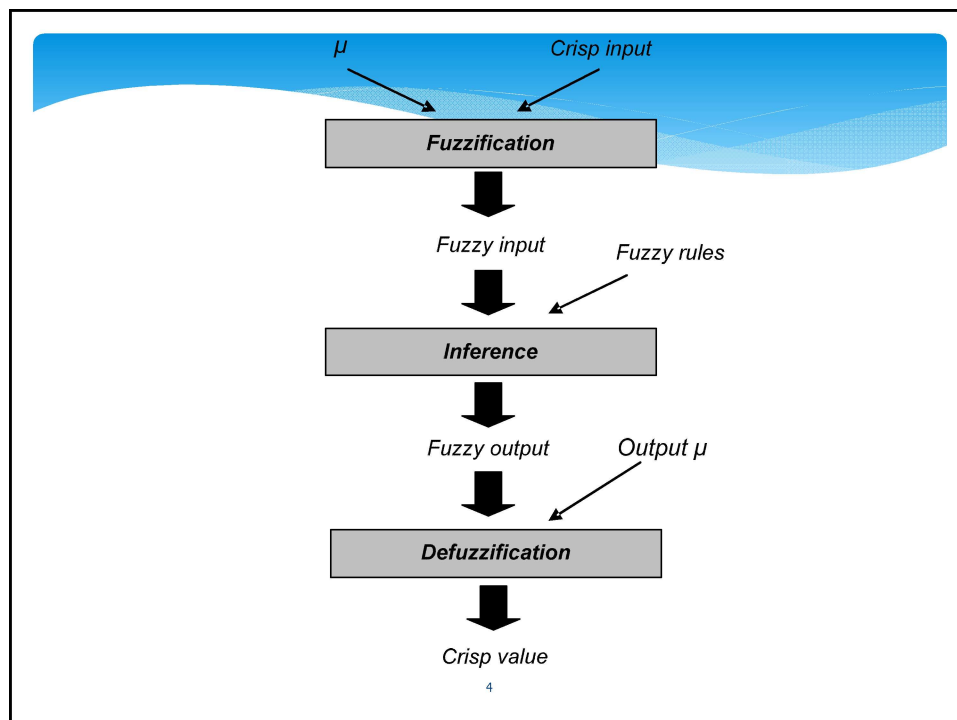 μ
Crisp input
Fuzzification
Fuzzy input
Fuzzy rules
Inference
Fuzzy output
Output μ
Defuzzification
Crisp value
4